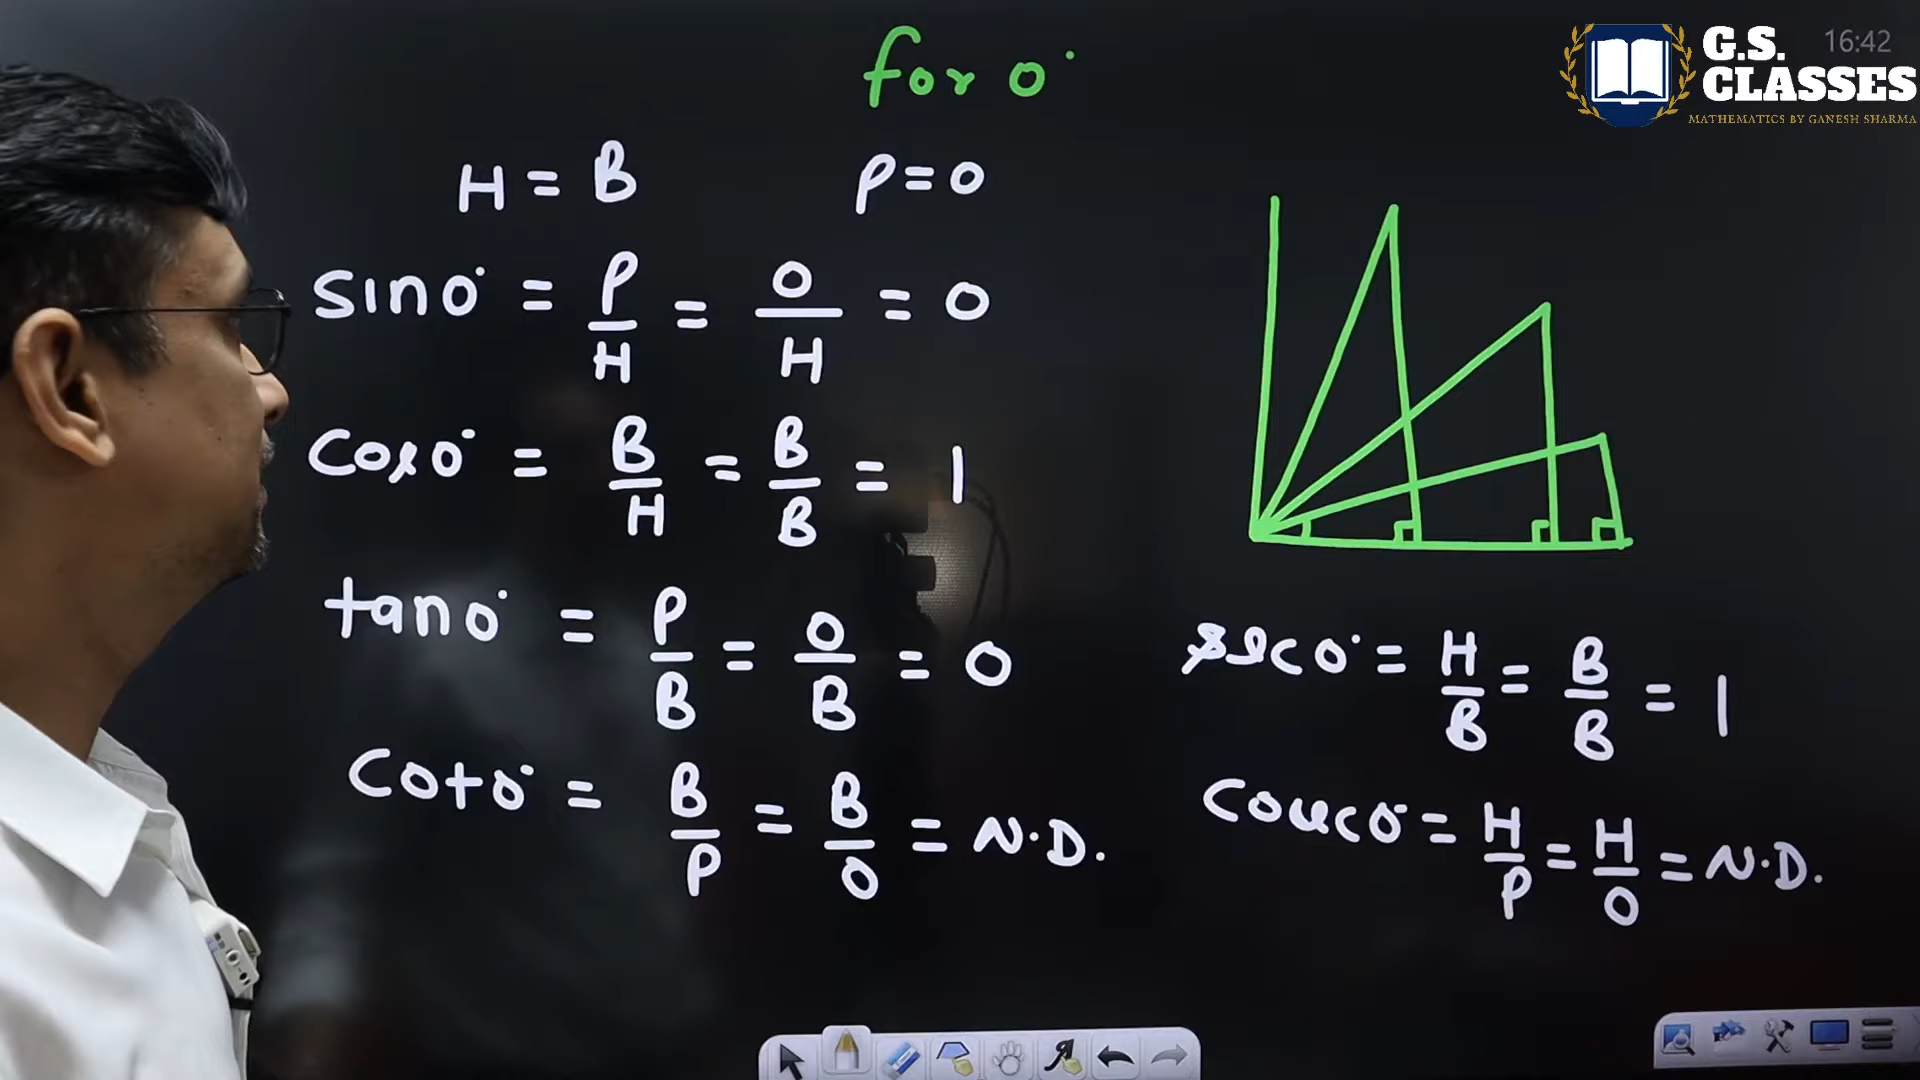 for 0°
G.S. CLASSES
MATHEMATICS BY GANESH SHARMA
16:42
H = B P = 0
sin0° = P/H = 0/H = 0
cos0° = B/H = B/B = 1
tan0° = P/B = 0/B = 0
cot0° = B/P = B/0 = N.D.
sec0° = H/B = B/B = 1
cosec0° = H/P = H/0 = N.D.